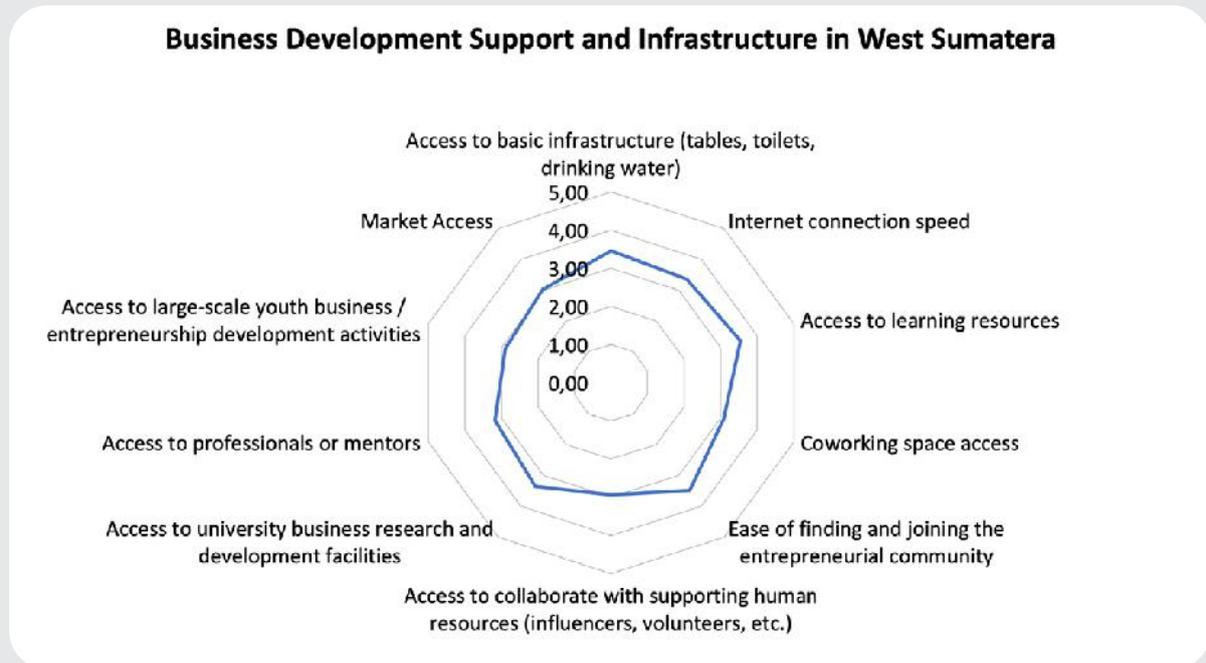 Business Development Support and Infrastructure in West Sumatera
Access to basic infrastructure (tables, toilets,
drinking water)
5,00
Market Access
Internet connection speed
4,00
3,00
Access to large-scale youth business /
entrepreneurship development activities
2,00
Access to learning resources
1,00
0,00
Access to professionals or mentors
Coworking space access
Access to university business research and
development facilities
Ease of finding and joining the
entrepreneurial community
Access to collaborate with supporting human
resources (influencers, volunteers, etc.)